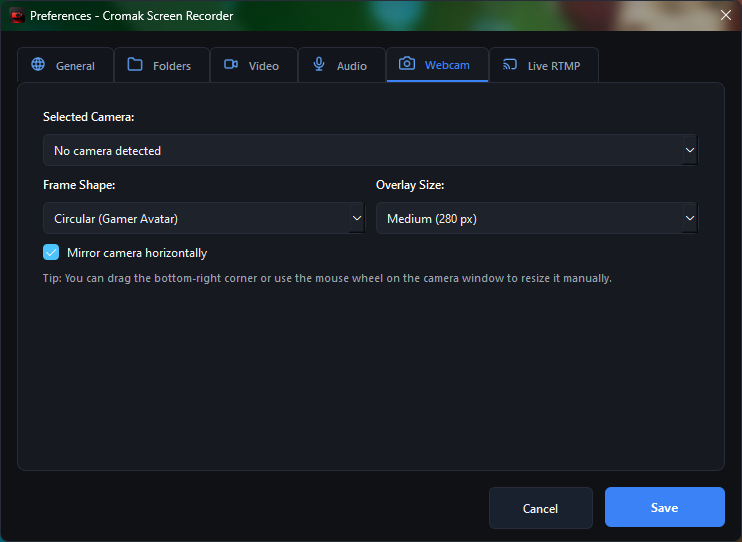 Preferences - Cromak Screen Recorder
General
Folders
Video
Audio
Webcam
Live RTMP
Selected Camera:
No camera detected
Frame Shape:
Overlay Size:
Circular (Gamer Avatar)
Medium (280 px)
Mirror camera horizontally
Tip: You can drag the bottom-right corner or use the mouse wheel on the camera window to resize it manually.
Cancel
Save